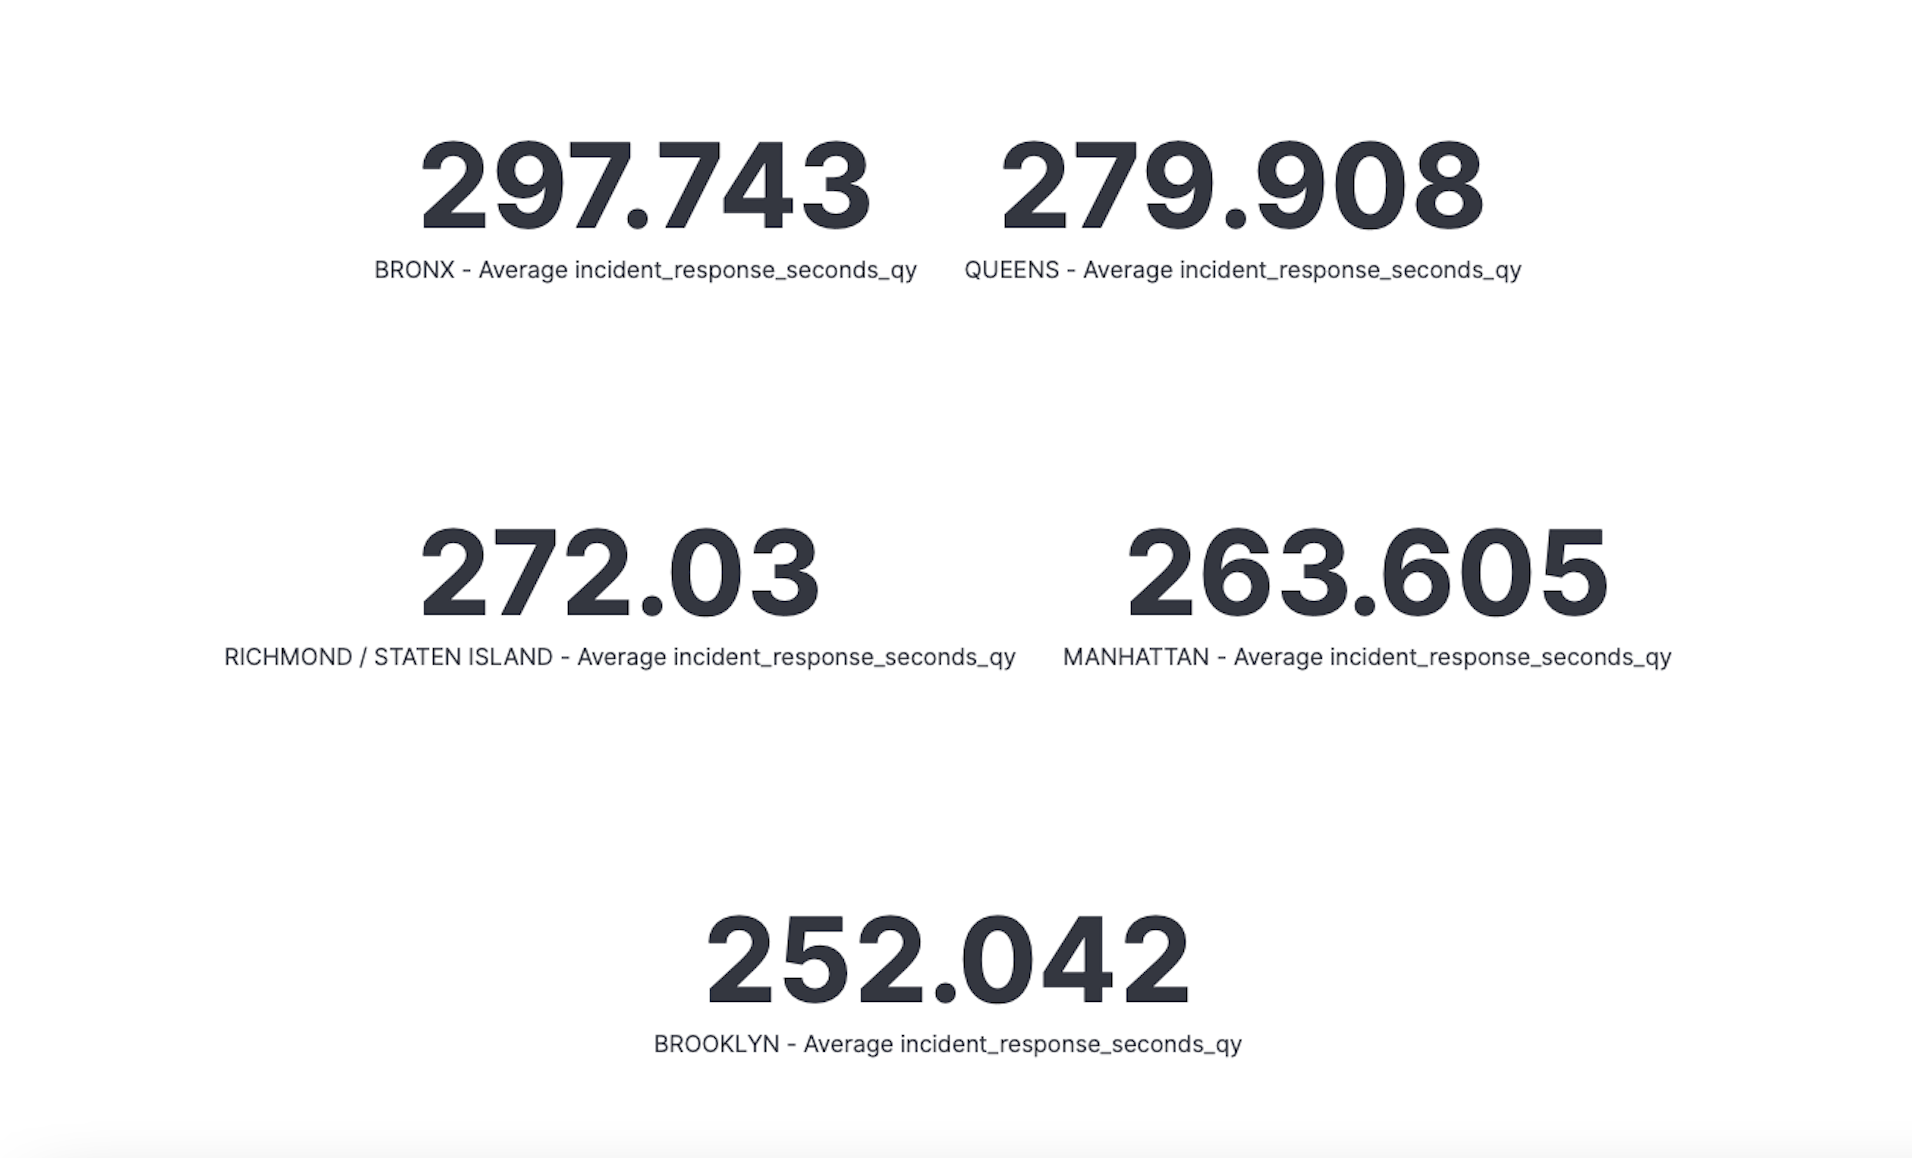 297.743 279.908
BRONX - Average incident_response_seconds_qy QUEENS - Average incident_response_seconds_qy
272.03 263.605
RICHMOND / STATEN ISLAND - Average incident_response_seconds_qy MANHATTAN - Average incident_response_seconds_qy
252.042
BROOKLYN - Average incident_response_seconds_qy